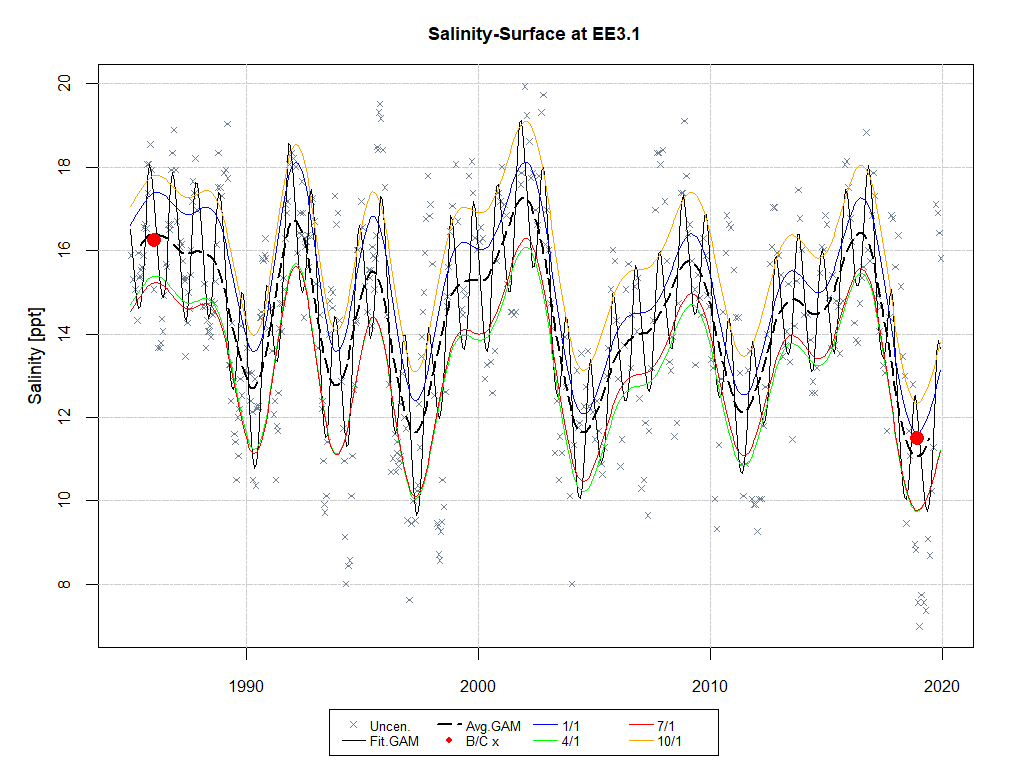 Salinity-Surface at EE3.1
Salinity [ppt]
20
18
16
14
12
10
8
1990
2000
2010
2020
Uncen. Avg.GAM 1/1 7/1
Fit.GAM B/C x 4/1 10/1